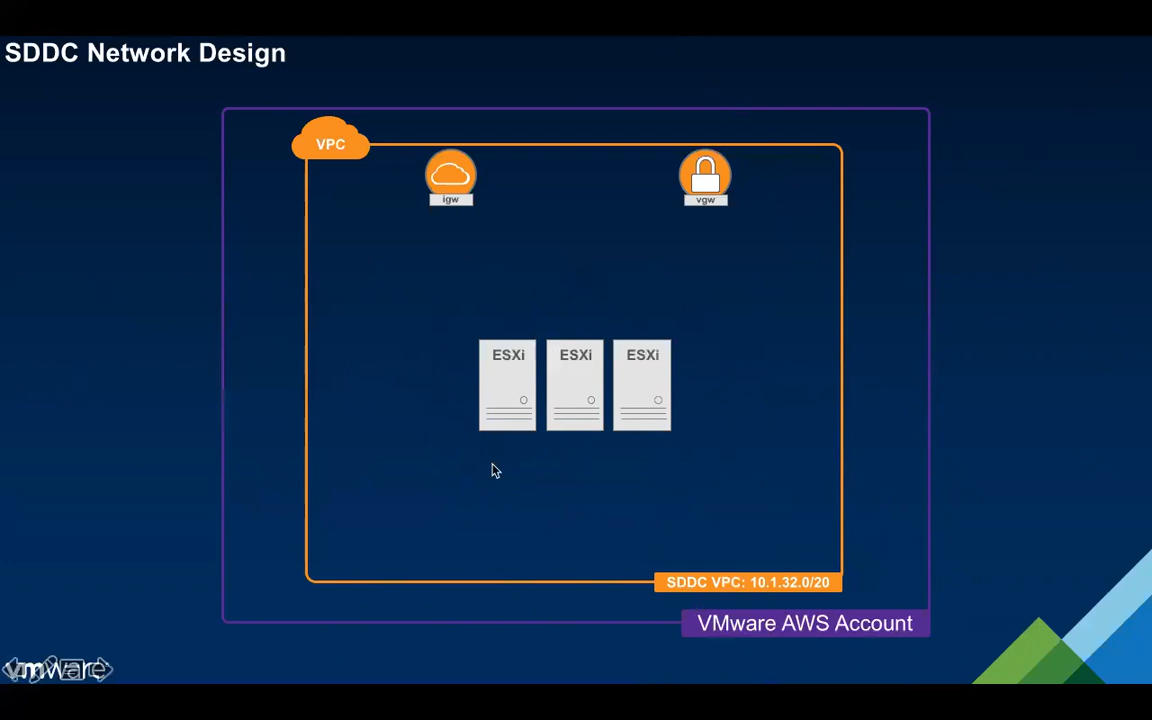 SDDC Network Design
VPC
igw
vgw
ESXi ESXi ESXi
SDDC VPC: 10.1.32.0/20
VMware AWS Account
vmware